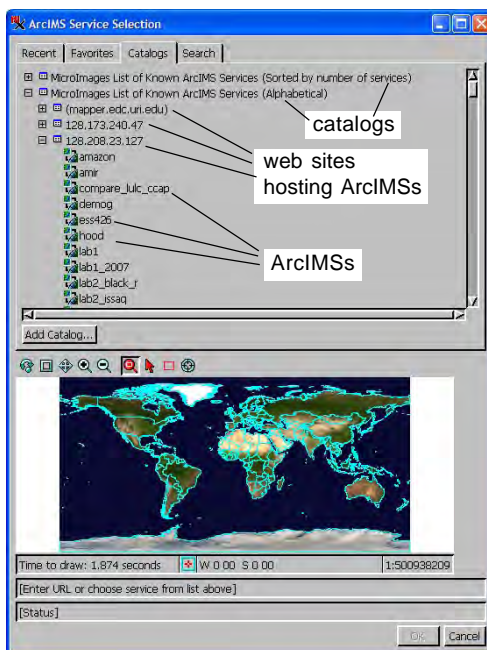 ArcIMS Service Selection
Recent Favorites Catalogs Search
MicroImages List of Known ArcIMS Services (Sorted by number of services)
MicroImages List of Known ArcIMS Services (Alphabetical)
(mapper.edc.uri.edu)
catalogs
128.173.240.47
128.208.23.127
web sites
hosting ArcIMSs
amazon
amir
compare_lulc_ccap
demog
ess426
hood
ArcIMSs
lab1
lab1_2007
lab2_black_r
lab2_issaq
Add Catalog...
Time to draw: 1.874 seconds W 0 00 S 0 00 1:500938209
[Enter URL or choose service from list above]
[Status]
OK Cancel